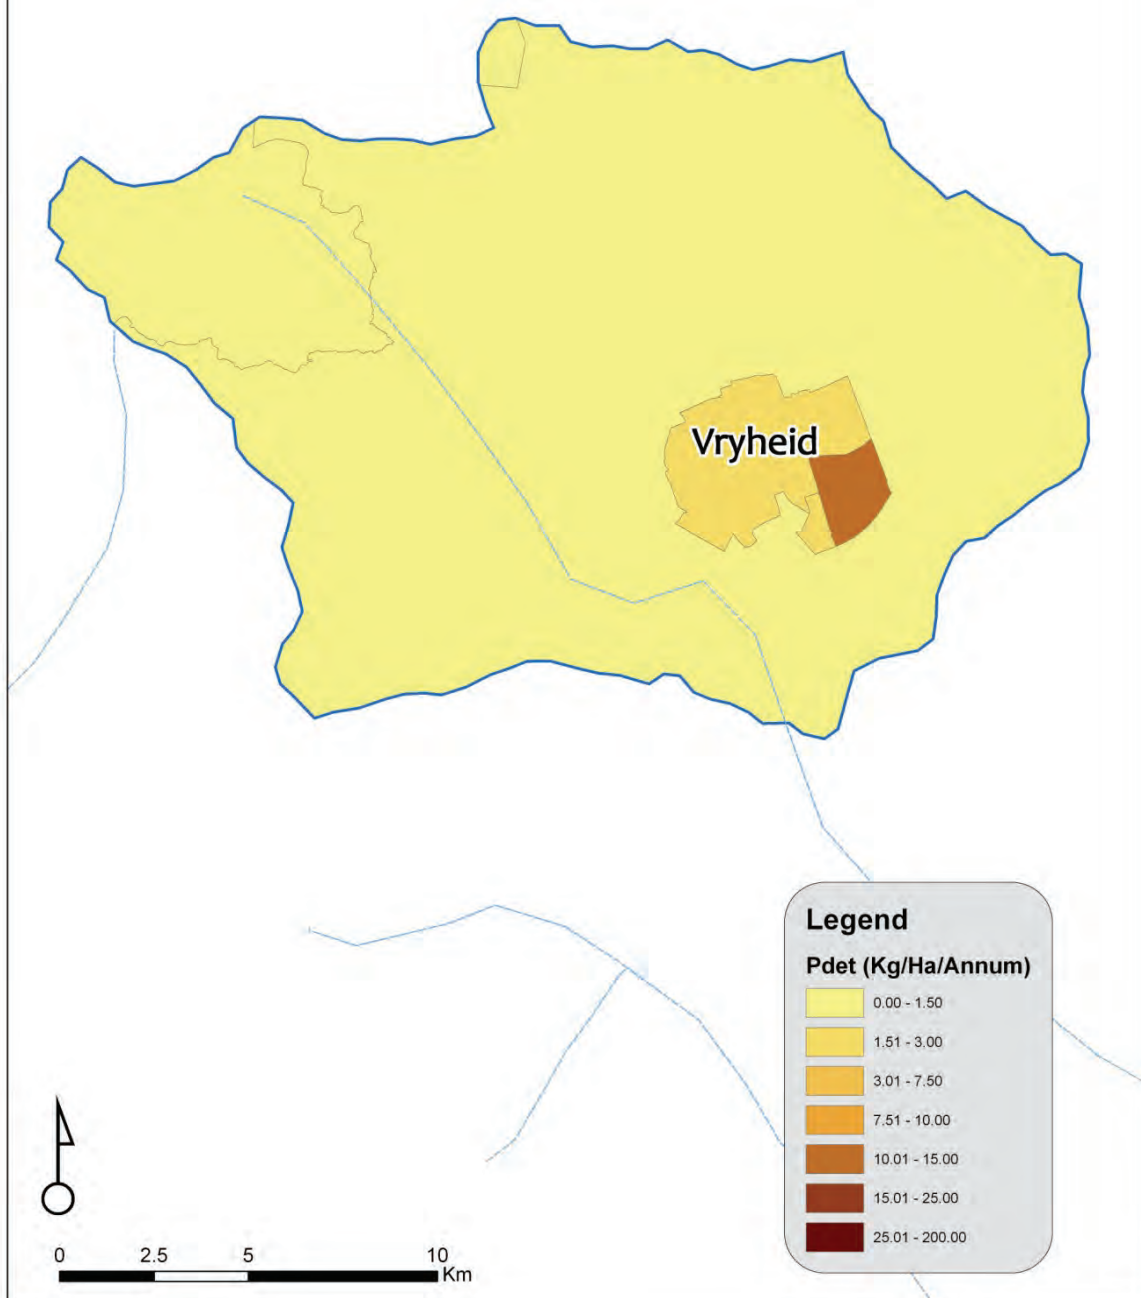 Vryheid
Legend
Pdet (Kg/Ha/Annum)
0.00 - 1.50
1.51 - 3.00
3.01 - 7.50
7.51 - 10.00
10.01 - 15.00
15.01 - 25.00
25.01 - 200.00
0 2.5 5 10
Km